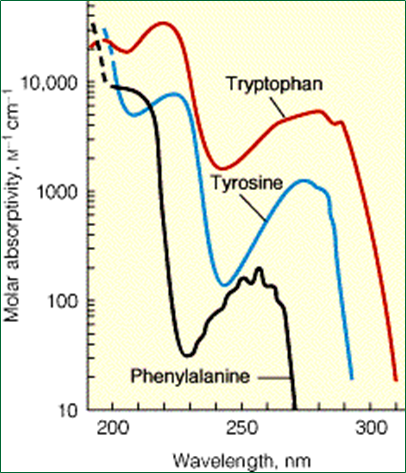 Molar absorptivity, M⁻¹ cm⁻¹
10,000
1000
100
10
Tryptophan
Tyrosine
Phenylalanine
200
250
300
Wavelength, nm